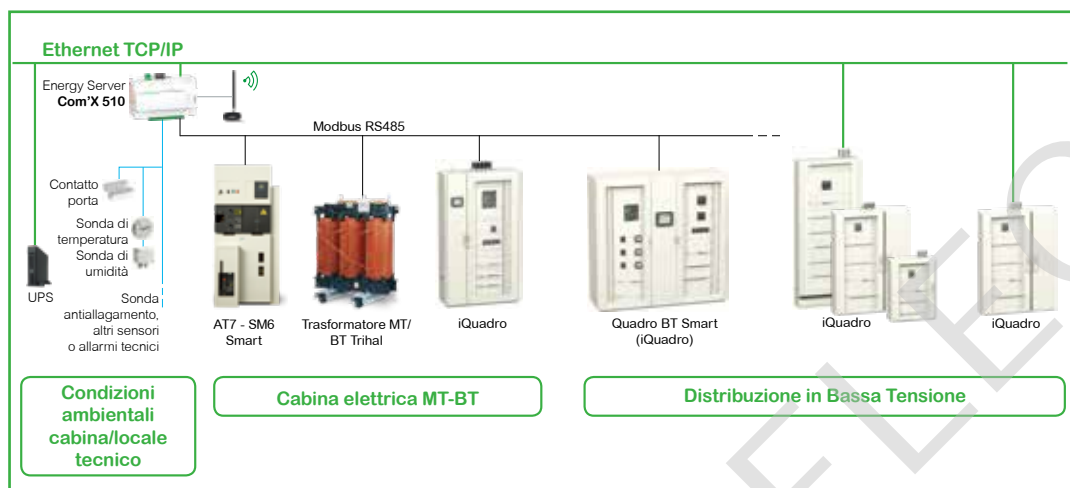 Ethernet TCP/IP
Energy Server
Com'X 510
Modbus RS485
Contatto
porta
Sonda di
temperatura
Sonda di
umidità
UPS
Sonda
antiallagamento,
altri sensori
o allarmi tecnici
AT7 - SM6
Smart
Trasformatore MT/
BT Trihal
iQuadro
Quadro BT Smart
(iQuadro)
iQuadro
iQuadro
Condizioni
ambientali
cabina/locale
tecnico
Cabina elettrica MT-BT
Distribuzione in Bassa Tensione